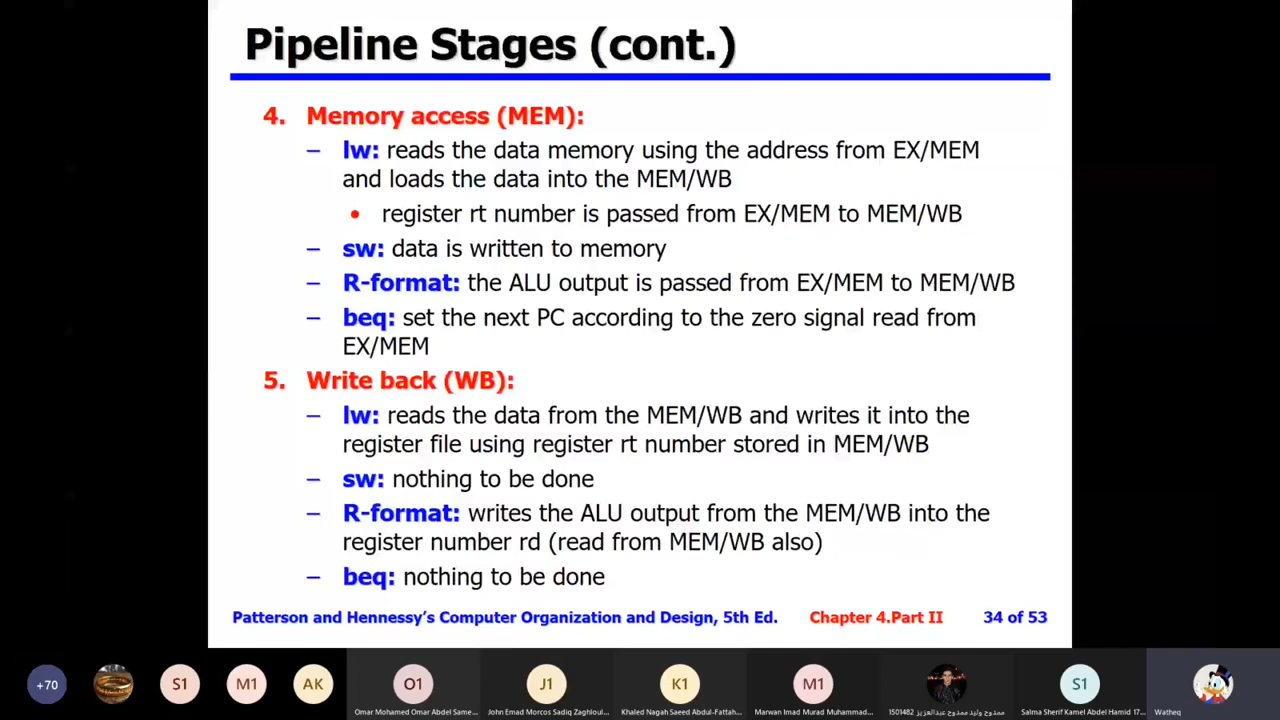 Pipeline Stages (cont.)
4. Memory access (MEM):
– lw: reads the data memory using the address from EX/MEM
and loads the data into the MEM/WB
• register rt number is passed from EX/MEM to MEM/WB
– sw: data is written to memory
– R-format: the ALU output is passed from EX/MEM to MEM/WB
– beq: set the next PC according to the zero signal read from
EX/MEM
5. Write back (WB):
– lw: reads the data from the MEM/WB and writes it into the
register file using register rt number stored in MEM/WB
– sw: nothing to be done
– R-format: writes the ALU output from the MEM/WB into the
register number rd (read from MEM/WB also)
– beq: nothing to be done
Patterson and Hennessy's Computer Organization and Design, 5th Ed. Chapter 4.Part II 34 of 53
+70 S1 M1 AK O1 J1 K1 M1 S1
Omar Mohamed Omar Abdel Same... John Emad Morcos Sadiq Zaghloul... Khaled Nagah Saeed Abdul-Fattah... Marwan Imad Murad Muhammad... ممدوح وليد ممدوح عبدالعزيز 1501482 Salma Sherif Kamel Abdel Hamid 17... Watheq